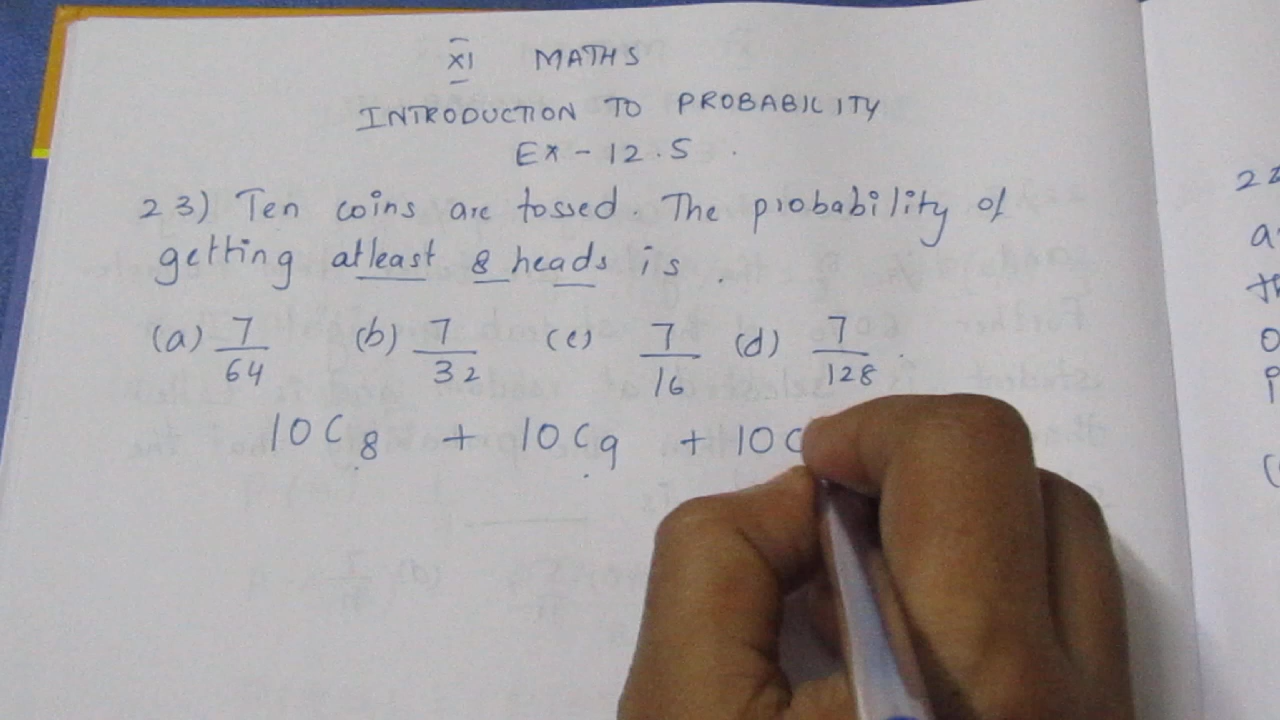 XI MATHS
INTRODUCTION TO PROBABILITY
EX - 12.5
23) Ten coins are tossed. The probability of
getting atleast 8 heads is
(a) 7/64 (b) 7/32 (c) 7/16 (d) 7/128.
10C8 + 10C9 + 10C
22